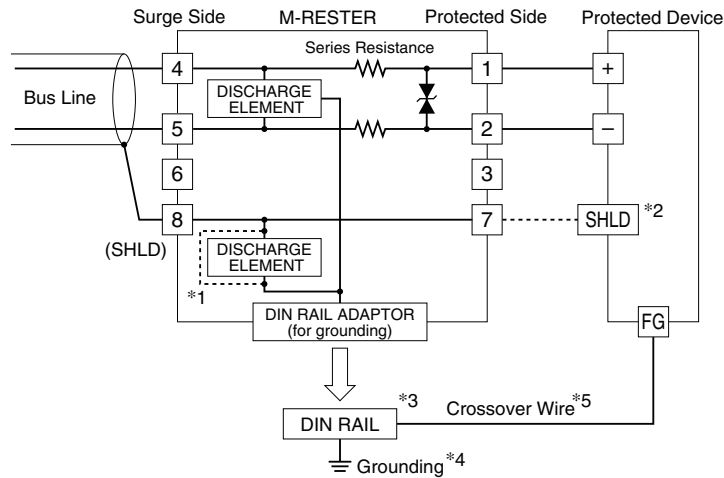 Surge Side
M-RESTER
Protected Side
Protected Device
Series Resistance
4
1
+
Bus Line
DISCHARGE
ELEMENT
5
2
–
6
3
8
7
SHLD
*2
(SHLD)
DISCHARGE
ELEMENT
*1
DIN RAIL ADAPTOR
(for grounding)
FG
*3
Crossover Wire*5
DIN RAIL
Grounding*4